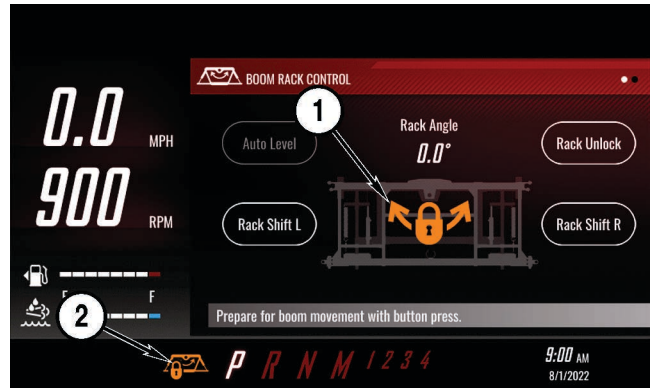 BOOM RACK CONTROL
1
0.0 MPH
Auto Level
Rack Angle
0.0°
Rack Unlock
900 RPM
Rack Shift L
Rack Shift R
F
2
F
Prepare for boom movement with button press.
P R N M 1 2 3 4
9:00 AM
8/1/2022